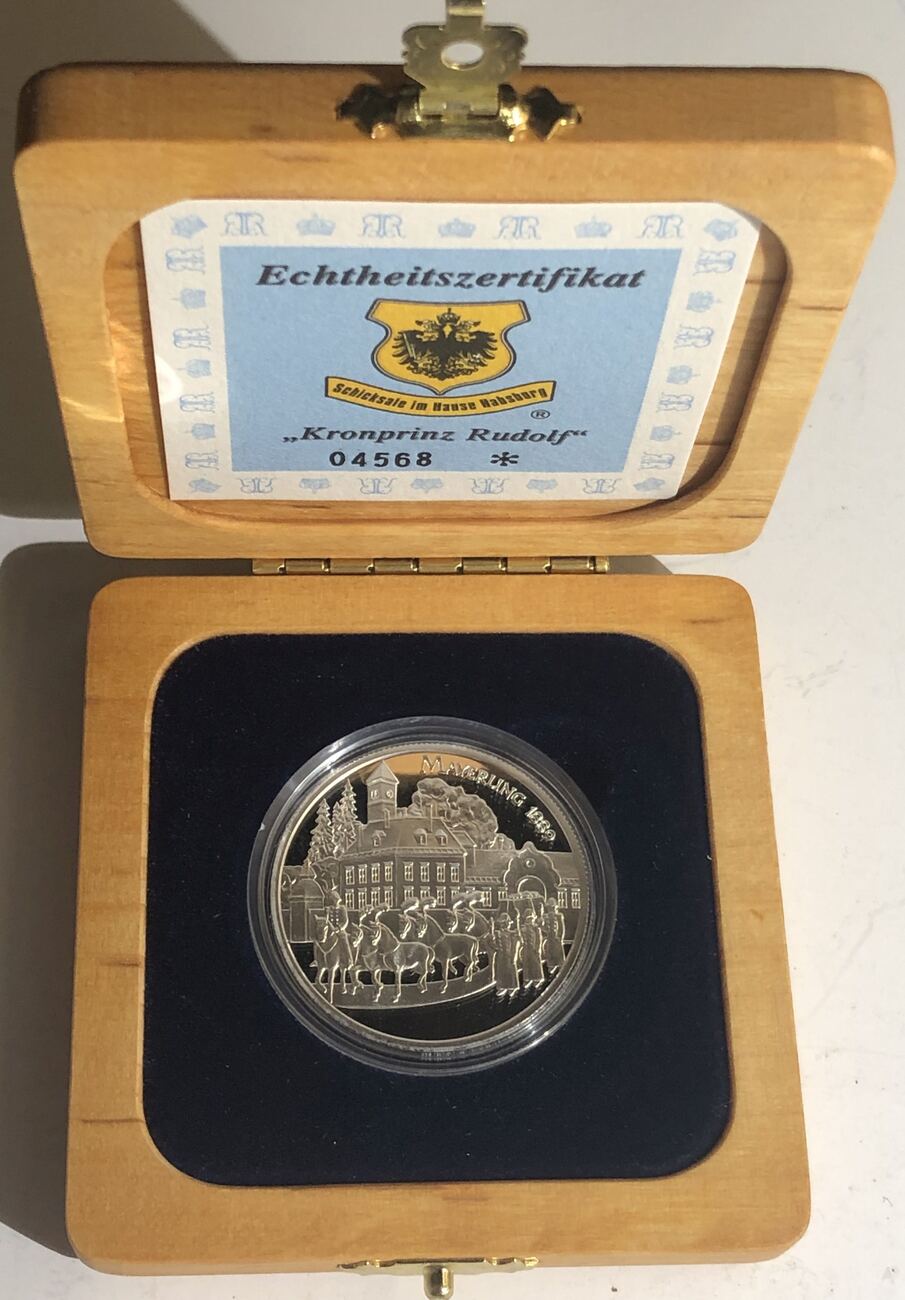 Echtheitszertifikat
Schicksale im Hause Habsburg
®
„Kronprinz Rudolf“
04568 *
MAYERLING 1889